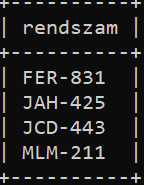 +----------+
| rendszam |
+----------+
| FER-831  |
| JAH-425  |
| JCD-443  |
| MLM-211  |
+----------+